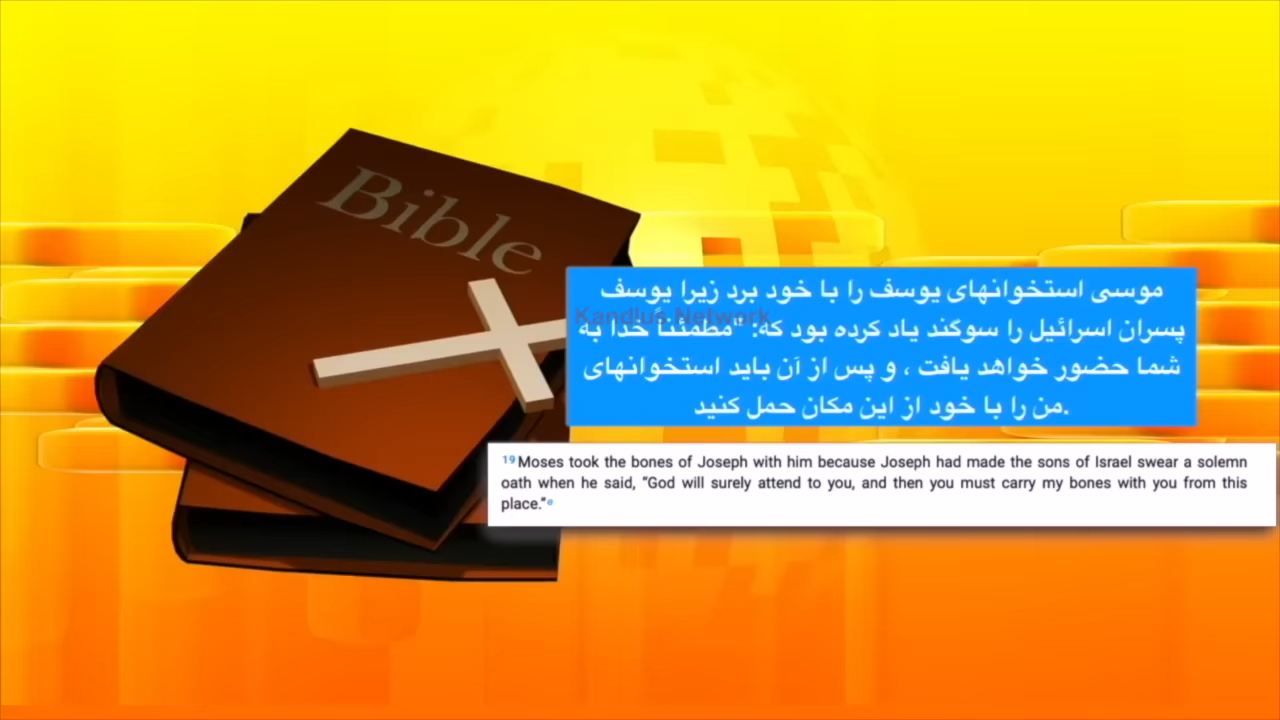 Bible
موسی استخوانهای یوسف را با خود برد زیرا یوسف
Kandlus Network
پسران اسرائیل را سوگند یاد کرده بود که: "مطمئناً خدا به
شما حضور خواهد یافت ، و پس از آن باید استخوانهای
من را با خود از این مکان حمل کنید.
19 Moses took the bones of Joseph with him because Joseph had made the sons of Israel swear a solemn
oath when he said, “God will surely attend to you, and then you must carry my bones with you from this
place.”e